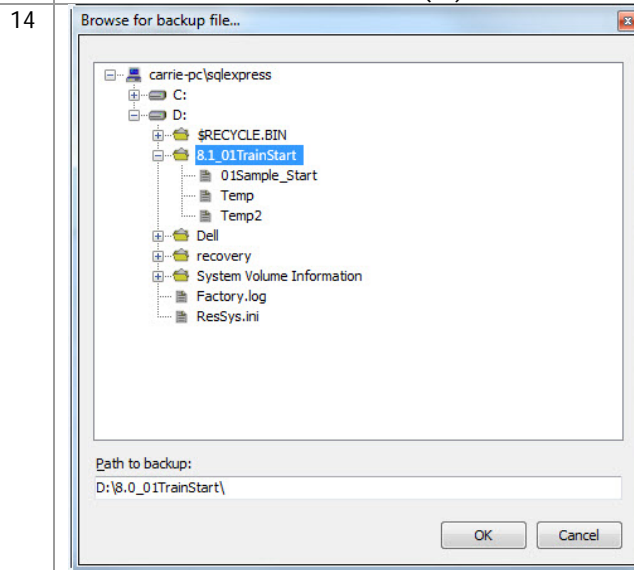 14
Browse for backup file...
carrie-pc\sqlexpress
C:
D:
$RECYCLE.BIN
8.1_01TrainStart
01Sample_Start
Temp
Temp2
Dell
recovery
System Volume Information
Factory.log
ResSys.ini
Path to backup:
D:\8.0_01TrainStart\
OK Cancel